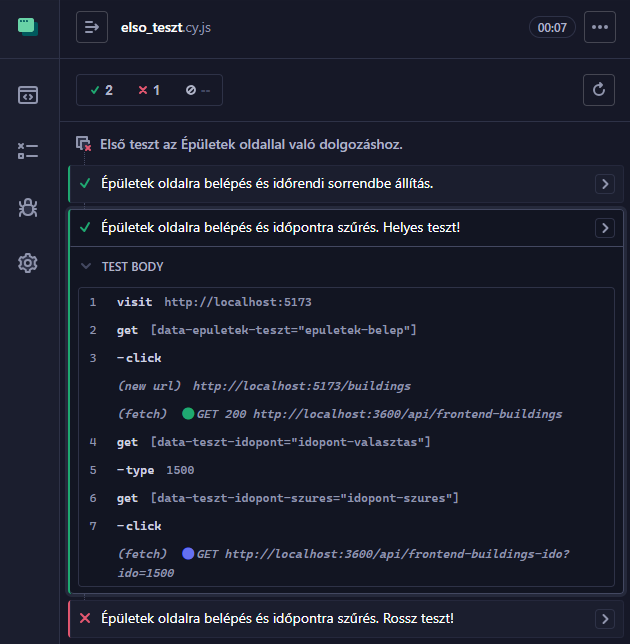 elso_teszt.cy.js
00:07
2
1
--
Első teszt az Épületek oldallal való dolgozáshoz.
Épületek oldalra belépés és időrendi sorrendbe állítás.
Épületek oldalra belépés és időpontra szűrés. Helyes teszt!
TEST BODY
1 visit http://localhost:5173
2 get [data-epuletek-teszt="epuletek-belep"]
3 -click
(new url) http://localhost:5173/buildings
(fetch) GET 200 http://localhost:3600/api/frontend-buildings
4 get [data-teszt-idopont="idopont-valasztas"]
5 -type 1500
6 get [data-teszt-idopont-szures="idopont-szures"]
7 -click
(fetch) GET http://localhost:3600/api/frontend-buildings-ido?
ido=1500
Épületek oldalra belépés és időpontra szűrés. Rossz teszt!